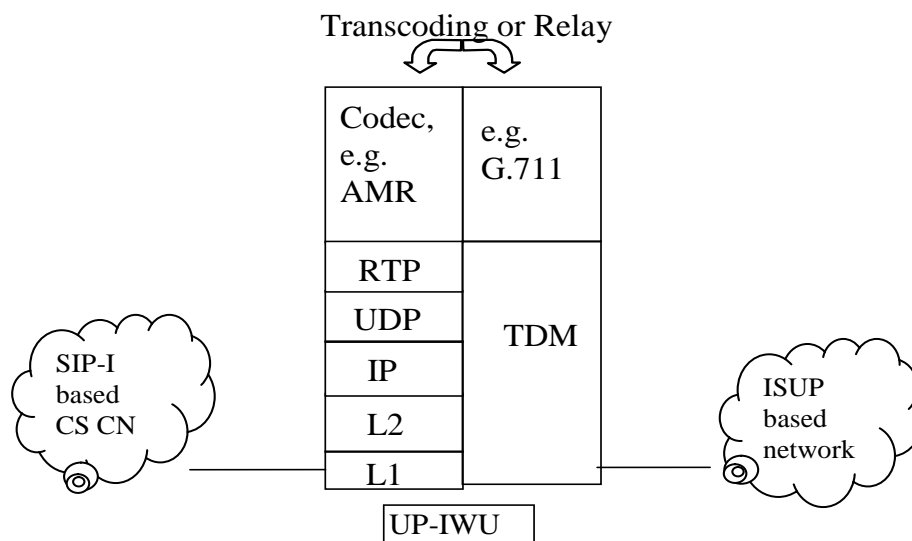 Transcoding or Relay
Codec,
e.g.
AMR
e.g.
G.711
RTP
UDP
IP
L2
L1
TDM
SIP-I
based
CS CN
ISUP
based
network
UP-IWU